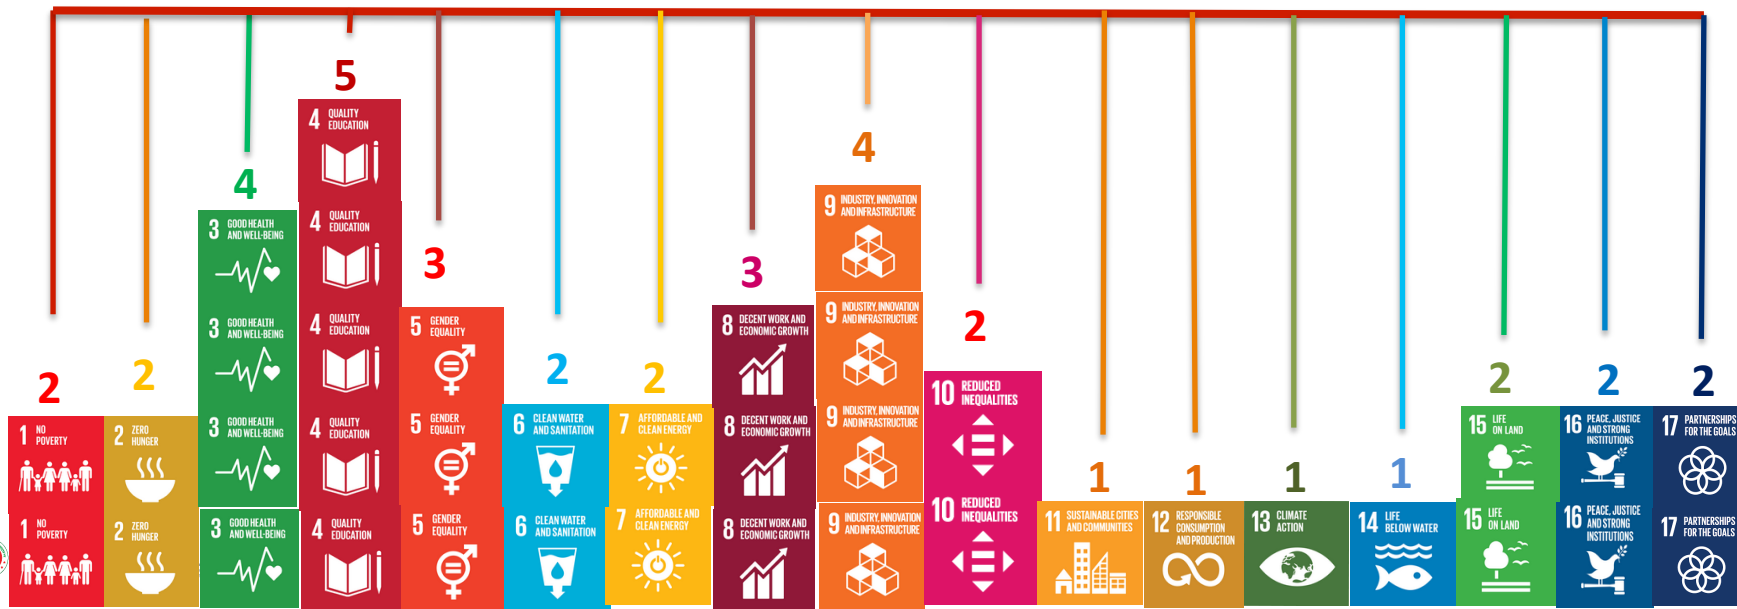 5
4
4
3
3
2
2
2
2
2
2
2
2
1
1
1
1
4 QUALITY
EDUCATION
9 INDUSTRY, INNOVATION
AND INFRASTRUCTURE
4 QUALITY
EDUCATION
3 GOOD HEALTH
AND WELL-BEING
9 INDUSTRY, INNOVATION
AND INFRASTRUCTURE
4 QUALITY
EDUCATION
3 GOOD HEALTH
AND WELL-BEING
5 GENDER
EQUALITY
8 DECENT WORK AND
ECONOMIC GROWTH
10 REDUCED
INEQUALITIES
1 NO
POVERTY
2 ZERO
HUNGER
3 GOOD HEALTH
AND WELL-BEING
4 QUALITY
EDUCATION
5 GENDER
EQUALITY
6 CLEAN WATER
AND SANITATION
7 AFFORDABLE AND
CLEAN ENERGY
8 DECENT WORK AND
ECONOMIC GROWTH
9 INDUSTRY, INNOVATION
AND INFRASTRUCTURE
15 LIFE
ON LAND
16 PEACE, JUSTICE
AND STRONG
INSTITUTIONS
17 PARTNERSHIPS
FOR THE GOALS
1 NO
POVERTY
2 ZERO
HUNGER
3 GOOD HEALTH
AND WELL-BEING
4 QUALITY
EDUCATION
5 GENDER
EQUALITY
6 CLEAN WATER
AND SANITATION
7 AFFORDABLE AND
CLEAN ENERGY
8 DECENT WORK AND
ECONOMIC GROWTH
9 INDUSTRY, INNOVATION
AND INFRASTRUCTURE
10 REDUCED
INEQUALITIES
11 SUSTAINABLE CITIES
AND COMMUNITIES
12 RESPONSIBLE
CONSUMPTION
AND PRODUCTION
13 CLIMATE
ACTION
14 LIFE
BELOW WATER
15 LIFE
ON LAND
16 PEACE, JUSTICE
AND STRONG
INSTITUTIONS
17 PARTNERSHIPS
FOR THE GOALS